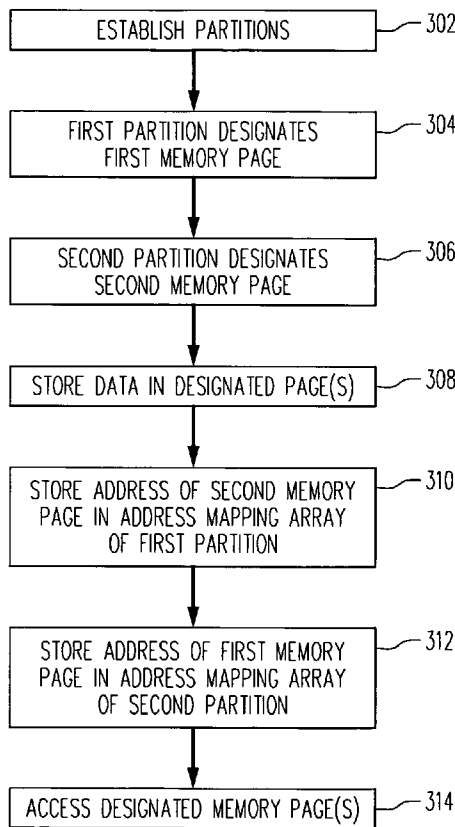 ESTABLISH PARTITIONS
302
FIRST PARTITION DESIGNATES
FIRST MEMORY PAGE
304
SECOND PARTITION DESIGNATES
SECOND MEMORY PAGE
306
STORE DATA IN DESIGNATED PAGE(S)
308
STORE ADDRESS OF SECOND MEMORY
PAGE IN ADDRESS MAPPING ARRAY
OF FIRST PARTITION
310
STORE ADDRESS OF FIRST MEMORY
PAGE IN ADDRESS MAPPING ARRAY
OF SECOND PARTITION
312
ACCESS DESIGNATED MEMORY PAGE(S)
314